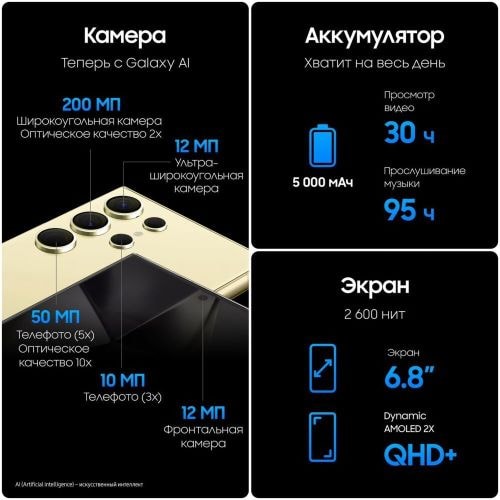 Камера
Теперь с Galaxy AI
200 МП
Широкоугольная камера
Оптическое качество 2x
12 МП
Ультра-
широкоугольная
камера
50 МП
Телефото (5x)
Оптическое
качество 10x
10 МП
Телефото (3x)
12 МП
Фронтальная
камера
AI (Artificial Intelligence) – искусственный интеллект
Аккумулятор
Хватит на весь день
5 000 мАч
Просмотр
видео
30 ч
Прослушивание
музыки
95 ч
Экран
2 600 нит
Экран
6.8”
Dynamic
AMOLED 2X
QHD+